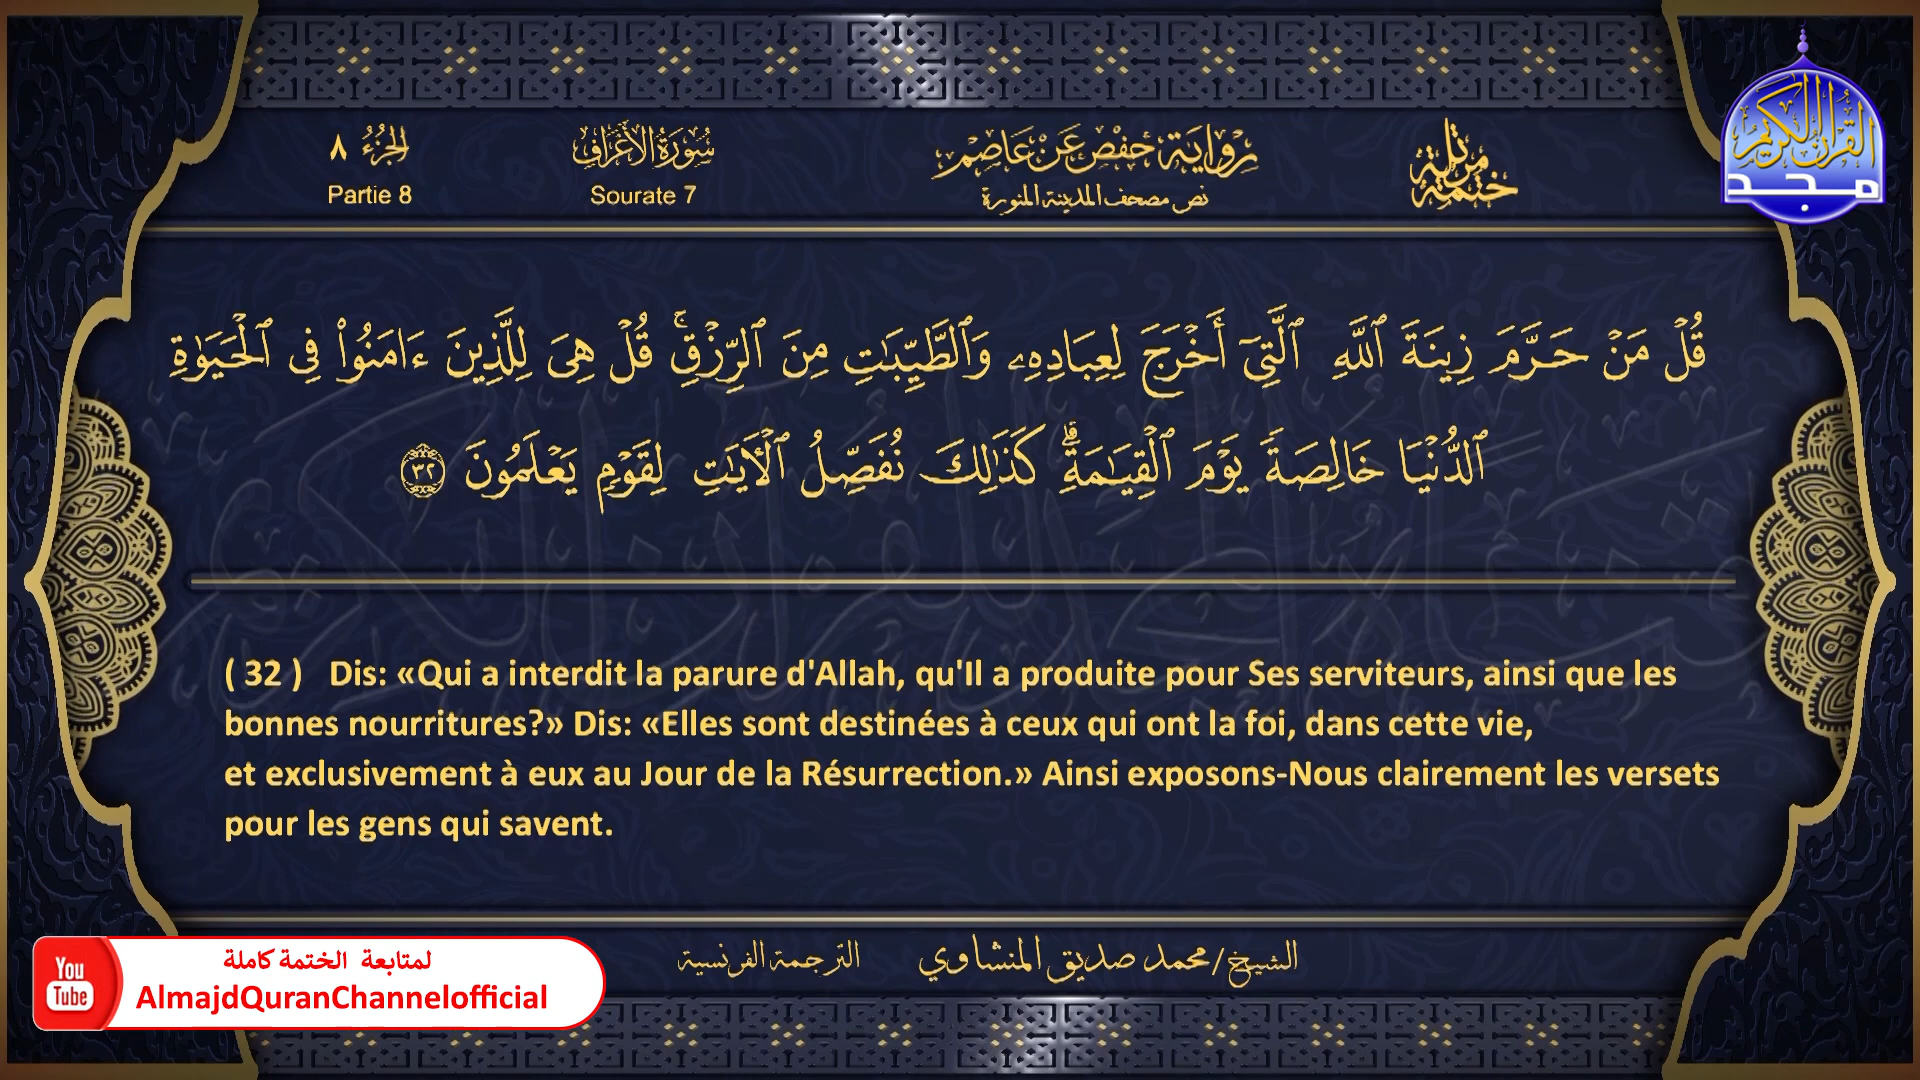 الجزء ٨
Partie 8
سورة الأعراف
Sourate 7
رواية حفص عن عاصم
نص مصحف المدينة المنورة
ختمة مرتلة
القرآن الكريم
مجد
قُلۡ مَنۡ حَرَّمَ زِينَةَ ٱللَّهِ ٱلَّتِيٓ أَخۡرَجَ لِعِبَادِهِۦ وَٱلطَّيِّبَٰتِ مِنَ ٱلرِّزۡقِۚ قُلۡ هِيَ لِلَّذِينَ ءَامَنُواْ فِي ٱلۡحَيَوٰةِ
ٱلدُّنۡيَا خَالِصَةٗ يَوۡمَ ٱلۡقِيَٰمَةِۗ كَذَٰلِكَ نُفَصِّلُ ٱلۡأٓيَٰتِ لِقَوۡمٖ يَعۡلَمُونَ ٣٢
( 32 ) Dis: «Qui a interdit la parure d'Allah, qu'Il a produite pour Ses serviteurs, ainsi que les
bonnes nourritures?» Dis: «Elles sont destinées à ceux qui ont la foi, dans cette vie,
et exclusivement à eux au Jour de la Résurrection.» Ainsi exposons-Nous clairement les versets
pour les gens qui savent.
الشيخ/محمد صديق المنشاوي
الترجمة الفرنسية
You
Tube
لمتابعة الختمة كاملة
AlmajdQuranChannelofficial